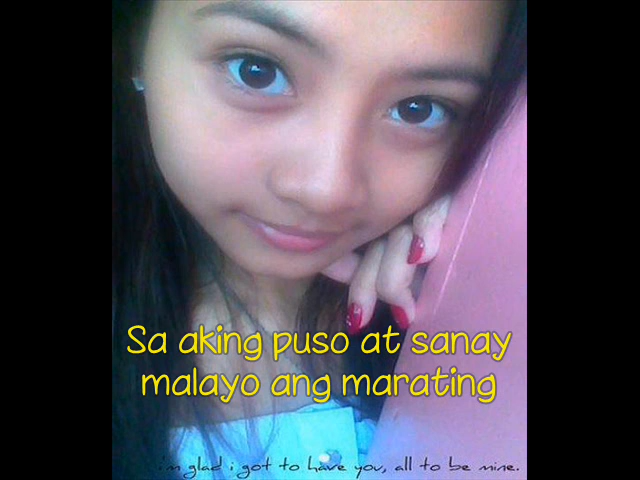 Sa aking puso at sanay
malayo ang marating
i'm glad i got to have you, all to be mine.